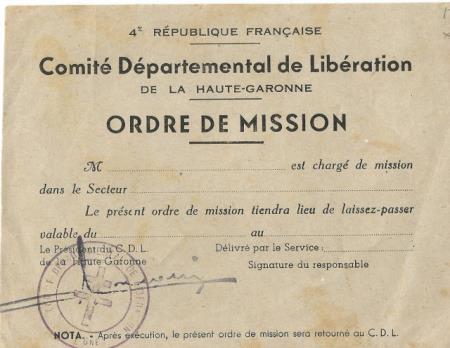 4e RÉPUBLIQUE FRANÇAISE
Comité Départemental de Libération
DE LA HAUTE-GARONNE
ORDRE DE MISSION
M est chargé de mission
dans le Secteur
Le présent ordre de mission tiendra lieu de laissez-passer
valable du au
Le Président du C. D. L. Délivré par le Service :
de la Haute Garonne
Signature du responsable
NOTA. - Après exécution, le présent ordre de mission sera retourné au C. D. L.